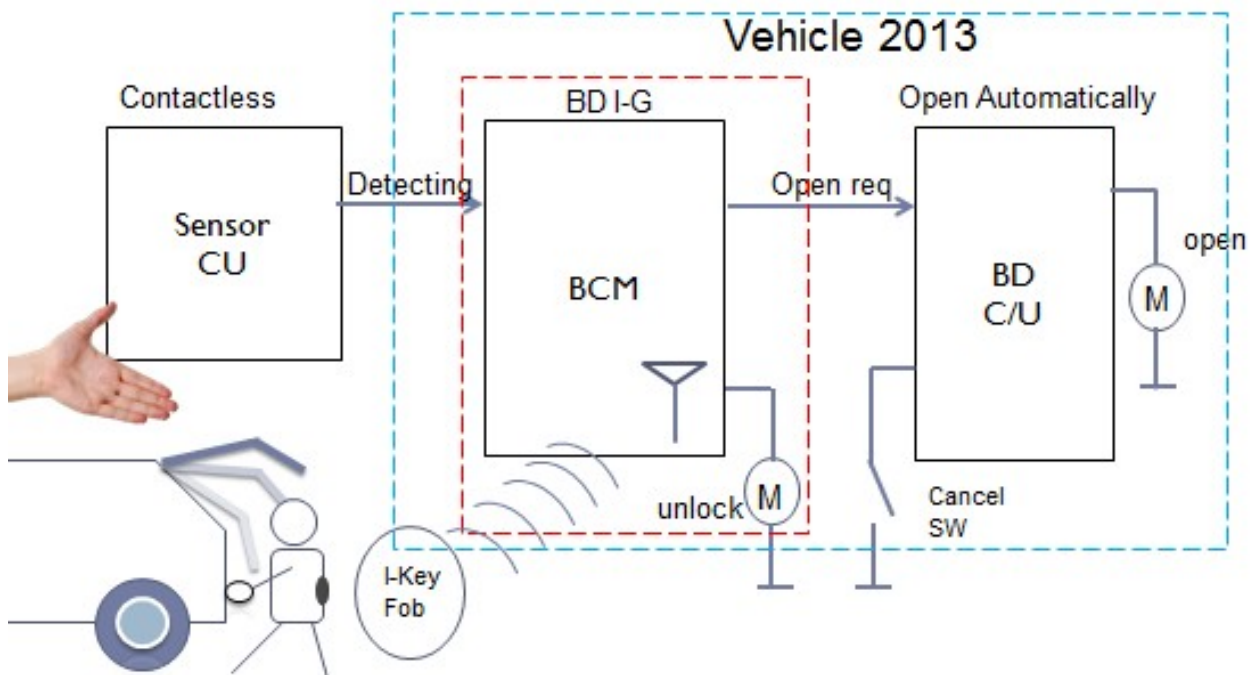 Vehicle 2013
Contactless
BD I-G
Open Automatically
Detecting
Open req
Sensor
CU
BCM
BD
C/U
open
M
unlock
M
Cancel
SW
I-Key
Fob